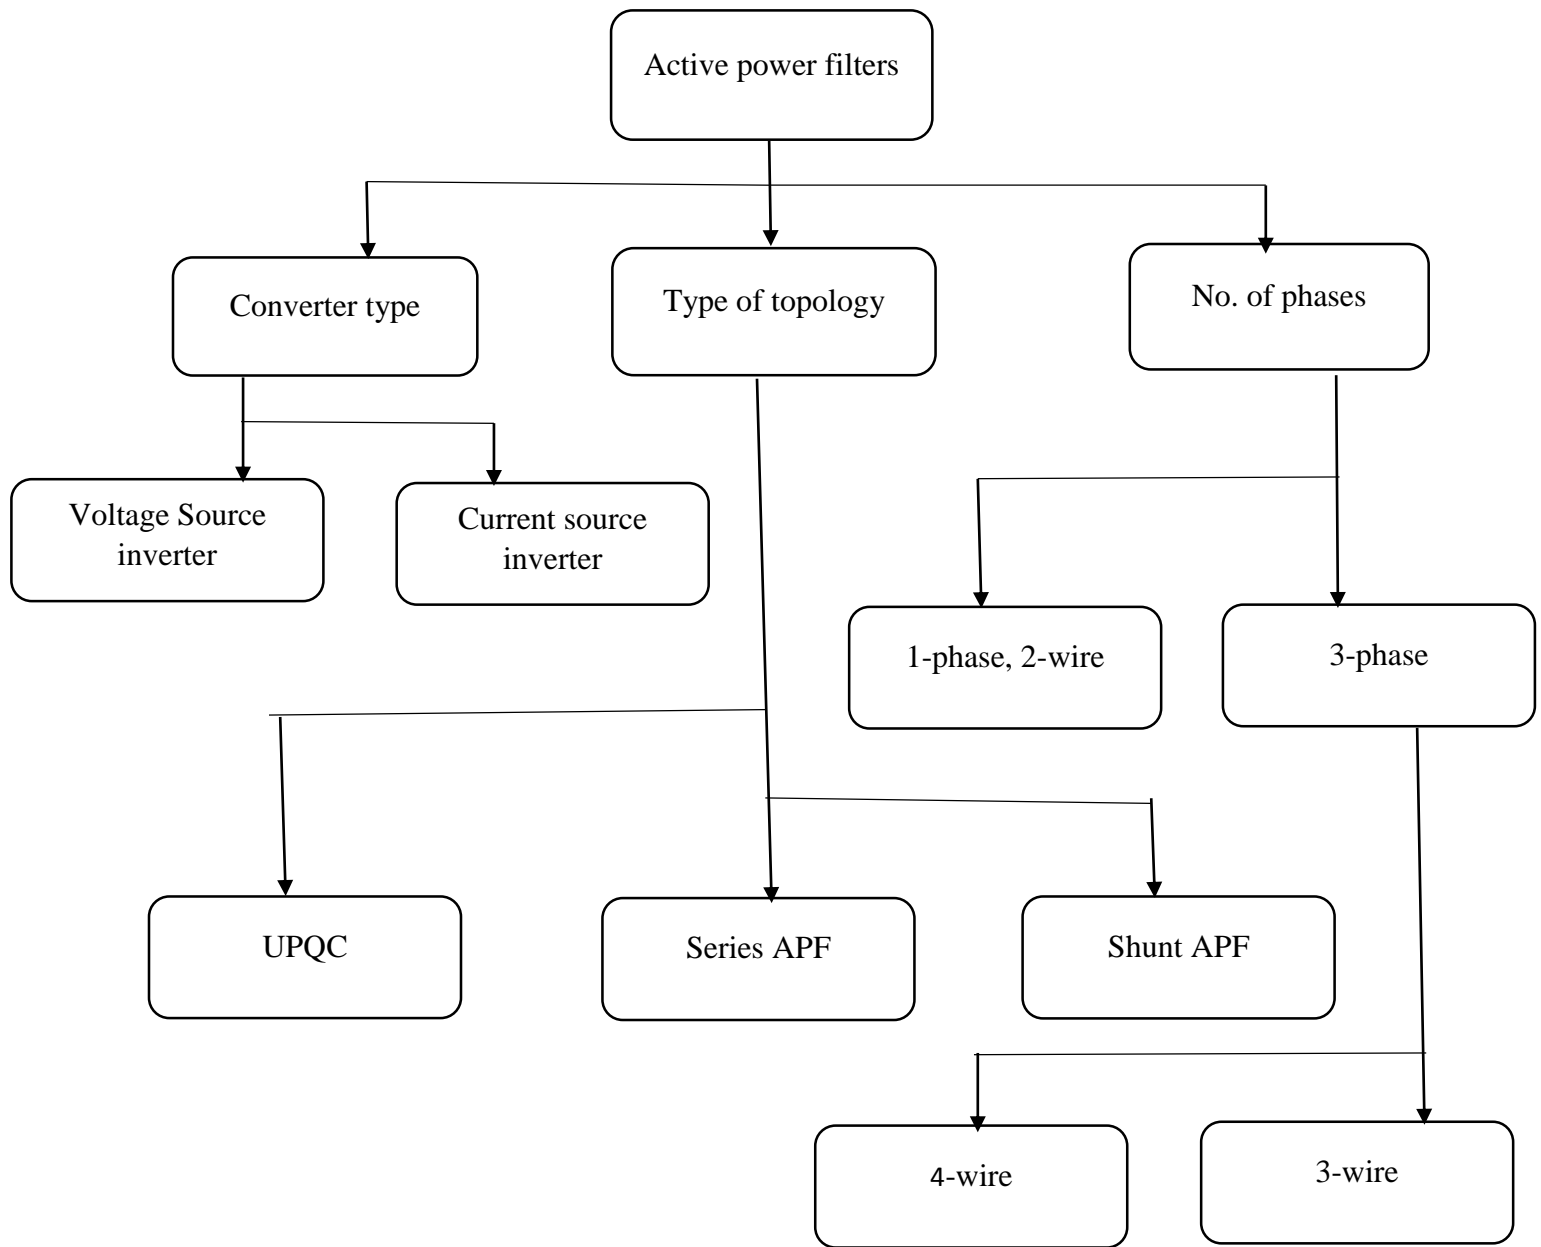 Active power filters
Converter type
Type of topology
No. of phases
Voltage Source
inverter
Current source
inverter
1-phase, 2-wire
3-phase
UPQC
Series APF
Shunt APF
4-wire
3-wire